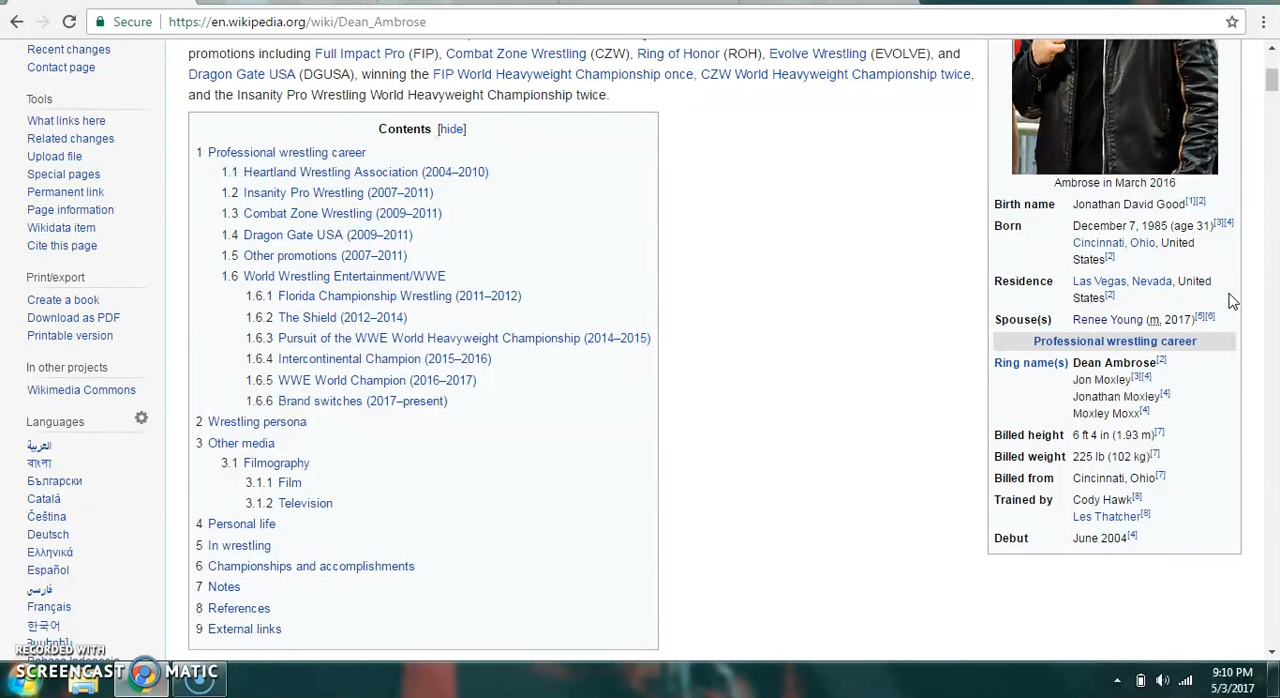 Secure
https://en.wikipedia.org/wiki/Dean_Ambrose
Recent changes
Contact page
Tools
What links here
Related changes
Upload file
Special pages
Permanent link
Page information
Wikidata item
Cite this page
Print/export
Create a book
Download as PDF
Printable version
In other projects
Wikimedia Commons
Languages
العربية
বাংলা
Български
Català
Čeština
Deutsch
Ελληνικά
Español
فارسی
Français
한국어
promotions including Full Impact Pro (FIP), Combat Zone Wrestling (CZW), Ring of Honor (ROH), Evolve Wrestling (EVOLVE), and
Dragon Gate USA (DGUSA), winning the FIP World Heavyweight Championship once, CZW World Heavyweight Championship twice,
and the Insanity Pro Wrestling World Heavyweight Championship twice.
Contents [hide]
1 Professional wrestling career
1.1 Heartland Wrestling Association (2004–2010)
1.2 Insanity Pro Wrestling (2007–2011)
1.3 Combat Zone Wrestling (2009–2011)
1.4 Dragon Gate USA (2009–2011)
1.5 Other promotions (2007–2011)
1.6 World Wrestling Entertainment/WWE
1.6.1 Florida Championship Wrestling (2011–2012)
1.6.2 The Shield (2012–2014)
1.6.3 Pursuit of the WWE World Heavyweight Championship (2014–2015)
1.6.4 Intercontinental Champion (2015–2016)
1.6.5 WWE World Champion (2016–2017)
1.6.6 Brand switches (2017–present)
2 Wrestling persona
3 Other media
3.1 Filmography
3.1.1 Film
3.1.2 Television
4 Personal life
5 In wrestling
6 Championships and accomplishments
7 Notes
8 References
9 External links
Ambrose in March 2016
Birth name Jonathan David Good[1][2]
Born December 7, 1985 (age 31)[3][4]
Cincinnati, Ohio, United
States[2]
Residence Las Vegas, Nevada, United
States[2]
Spouse(s) Renee Young (m. 2017)[5][6]
Professional wrestling career
Ring name(s) Dean Ambrose[2]
Jon Moxley[3][4]
Jonathan Moxley[4]
Moxley Moxx[4]
Billed height 6 ft 4 in (1.93 m)[7]
Billed weight 225 lb (102 kg)[7]
Billed from Cincinnati, Ohio[7]
Trained by Cody Hawk[8]
Les Thatcher[8]
Debut June 2004[4]
RECORDED WITH
SCREENCAST MATIC
9:10 PM
5/3/2017